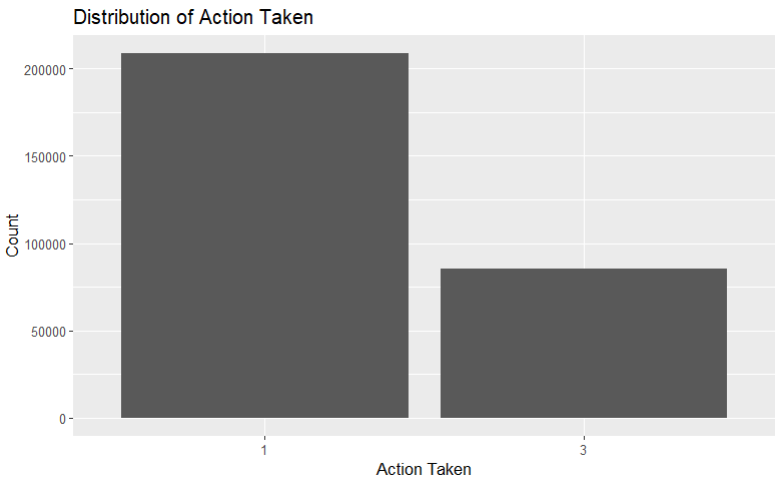 Distribution of Action Taken
200000
150000
100000
50000
0
Count
1 3
Action Taken